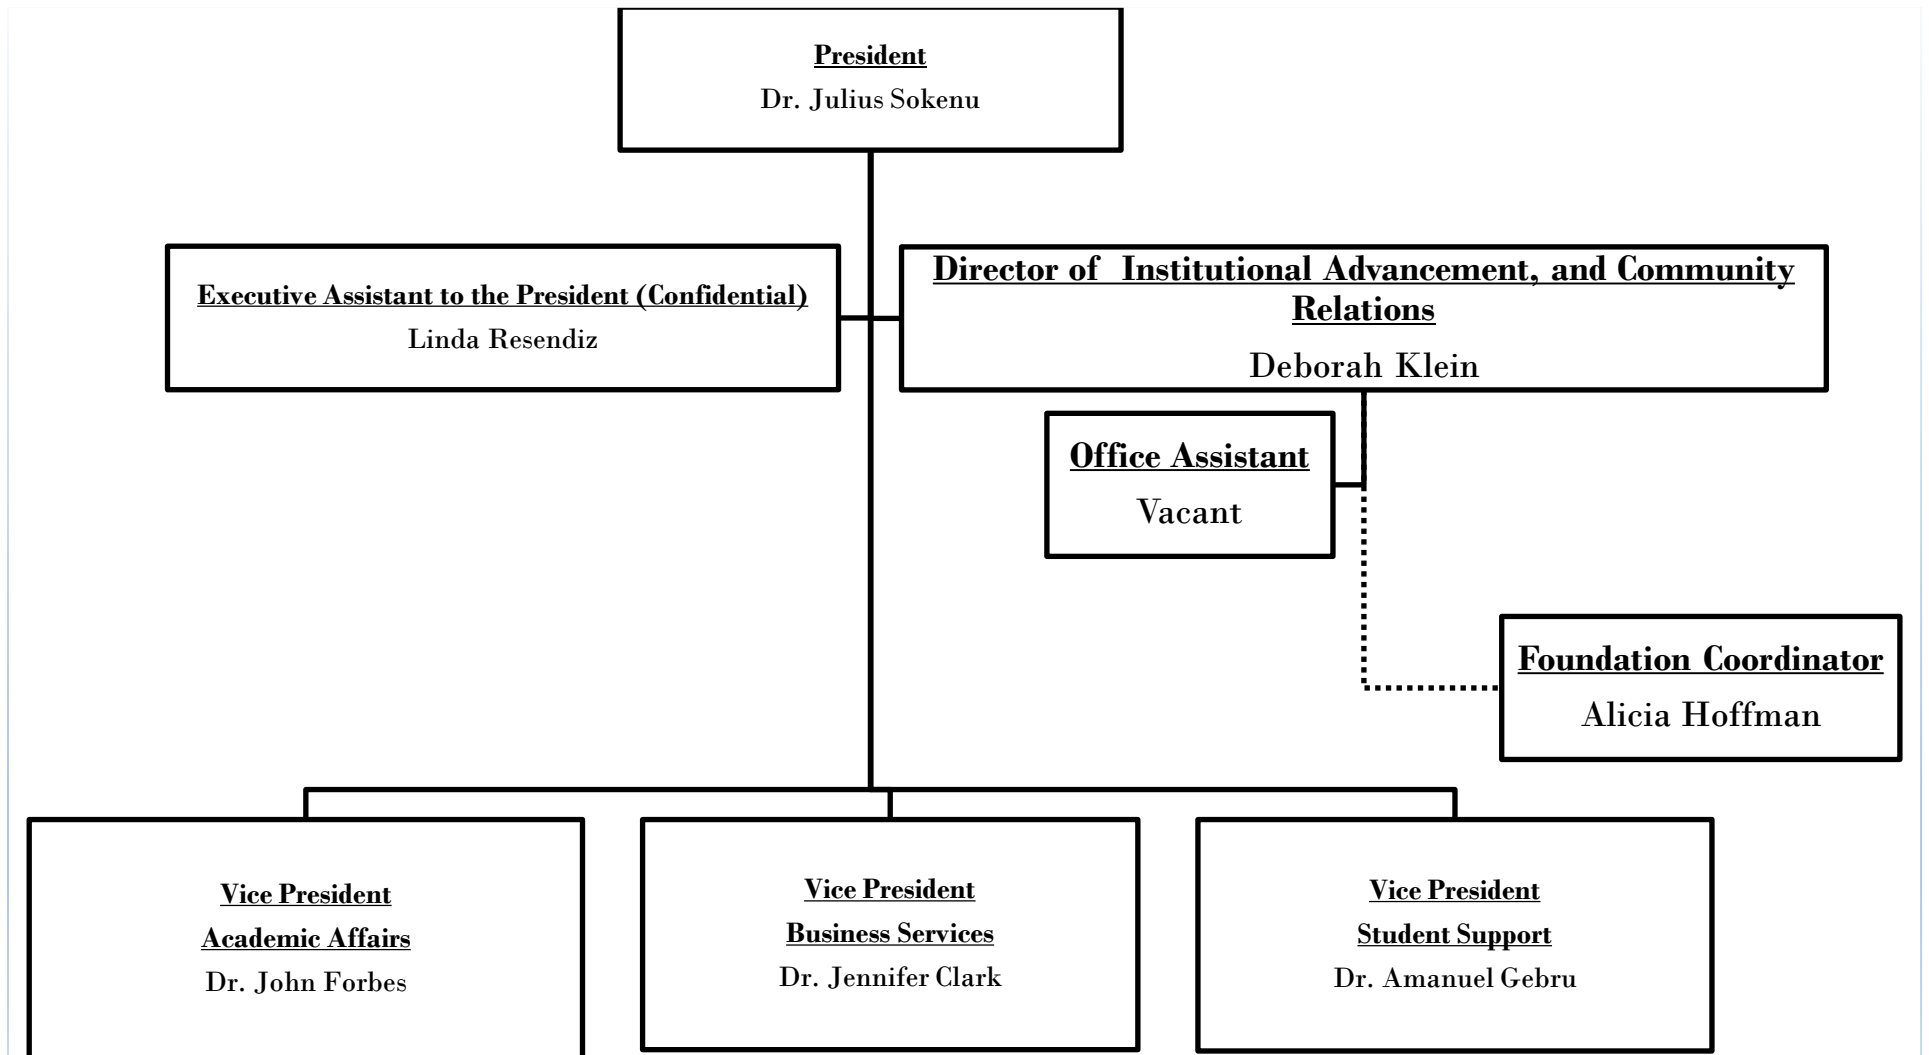 President
Dr. Julius Sokenu
Executive Assistant to the President (Confidential)
Linda Resendiz
Director of  Institutional Advancement, and Community
Relations
Deborah Klein
Office Assistant
Vacant
Foundation Coordinator
Alicia Hoffman
Vice President
Academic Affairs
Dr. John Forbes
Vice President
Business Services
Dr. Jennifer Clark
Vice President
Student Support
Dr. Amanuel Gebru